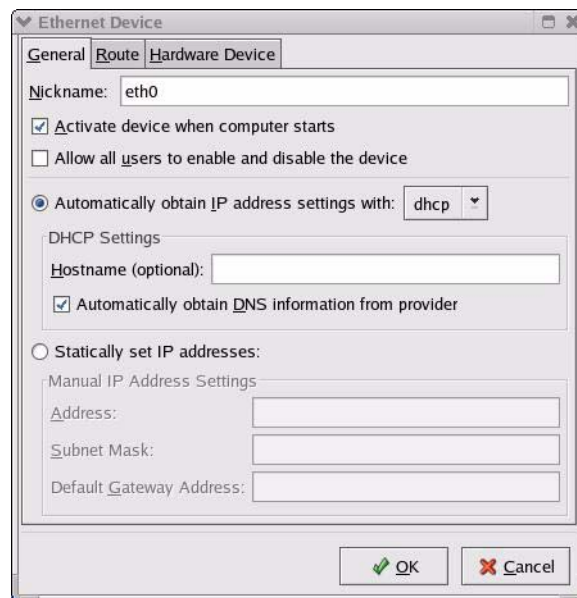 Ethernet Device
General Route Hardware Device
Nickname: eth0
Activate device when computer starts
Allow all users to enable and disable the device
Automatically obtain IP address settings with: dhcp
DHCP Settings
Hostname (optional):
Automatically obtain DNS information from provider
Statically set IP addresses:
Manual IP Address Settings
Address:
Subnet Mask:
Default Gateway Address:
OK Cancel